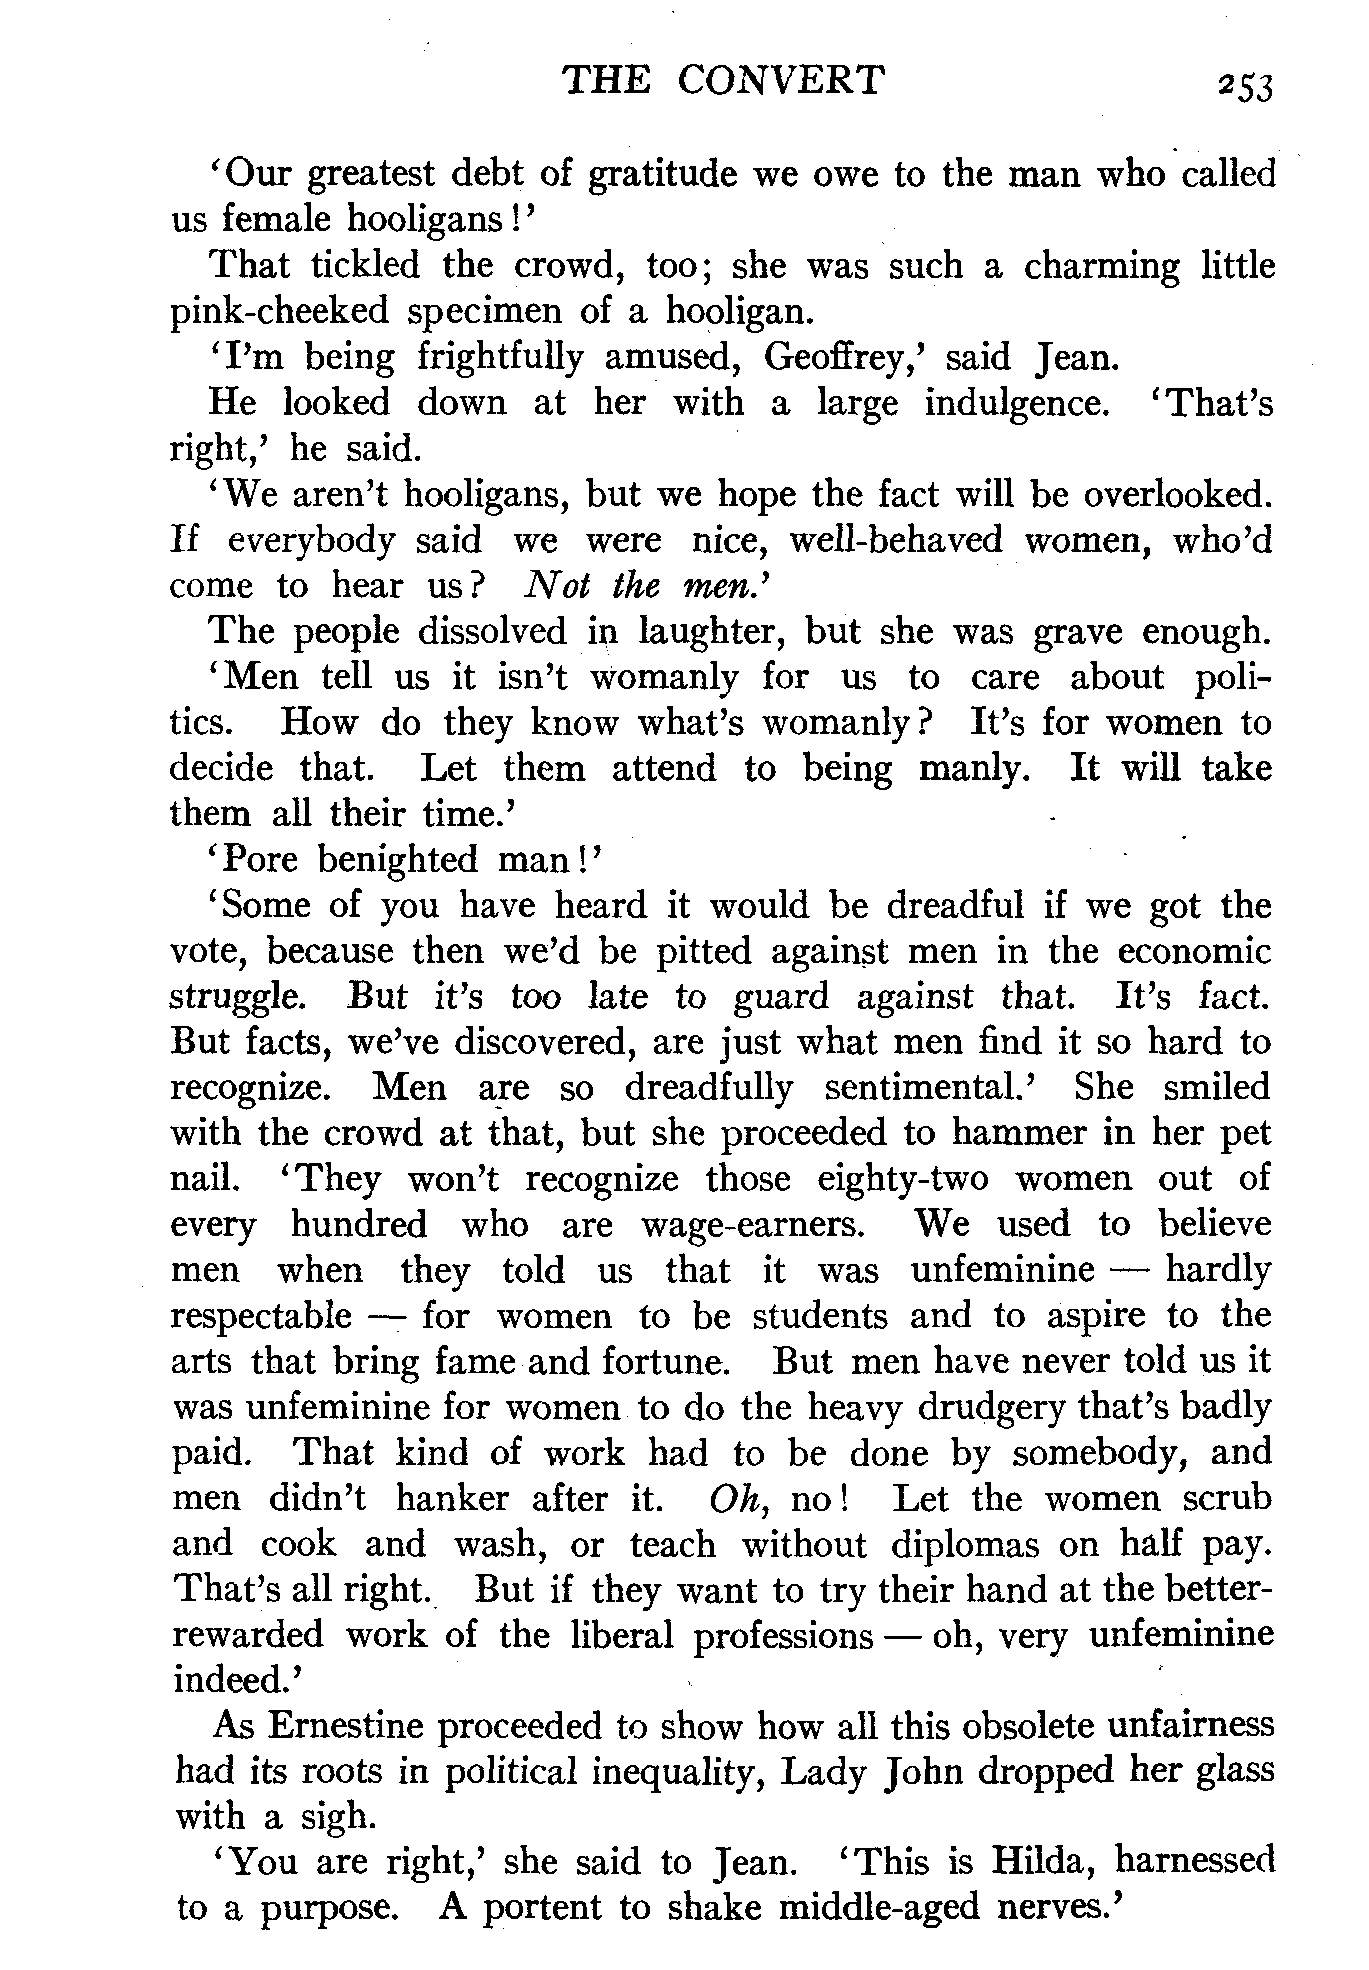 THE CONVERT 253
‘Our greatest debt of gratitude we owe to the man who called
us female hooligans!’
That tickled the crowd, too; she was such a charming little
pink-cheeked specimen of a hooligan.
‘I’m being frightfully amused, Geoffrey,’ said Jean.
He looked down at her with a large indulgence. ‘That’s
right,’ he said.
‘We aren’t hooligans, but we hope the fact will be overlooked.
If everybody said we were nice, well-behaved women, who’d
come to hear us? Not the men.’
The people dissolved in laughter, but she was grave enough.
‘Men tell us it isn’t womanly for us to care about poli-
tics. How do they know what’s womanly? It’s for women to
decide that. Let them attend to being manly. It will take
them all their time.’
‘Pore benighted man!’
‘Some of you have heard it would be dreadful if we got the
vote, because then we’d be pitted against men in the economic
struggle. But it’s too late to guard against that. It’s fact.
But facts, we’ve discovered, are just what men find it so hard to
recognize. Men are so dreadfully sentimental.’ She smiled
with the crowd at that, but she proceeded to hammer in her pet
nail. ‘They won’t recognize those eighty-two women out of
every hundred who are wage-earners. We used to believe
men when they told us that it was unfeminine — hardly
respectable — for women to be students and to aspire to the
arts that bring fame and fortune. But men have never told us it
was unfeminine for women to do the heavy drudgery that’s badly
paid. That kind of work had to be done by somebody, and
men didn’t hanker after it. Oh, no! Let the women scrub
and cook and wash, or teach without diplomas on half pay.
That’s all right. But if they want to try their hand at the better-
rewarded work of the liberal professions — oh, very unfeminine
indeed.’
As Ernestine proceeded to show how all this obsolete unfairness
had its roots in political inequality, Lady John dropped her glass
with a sigh.
‘You are right,’ she said to Jean. ‘This is Hilda, harnessed
to a purpose. A portent to shake middle-aged nerves.’